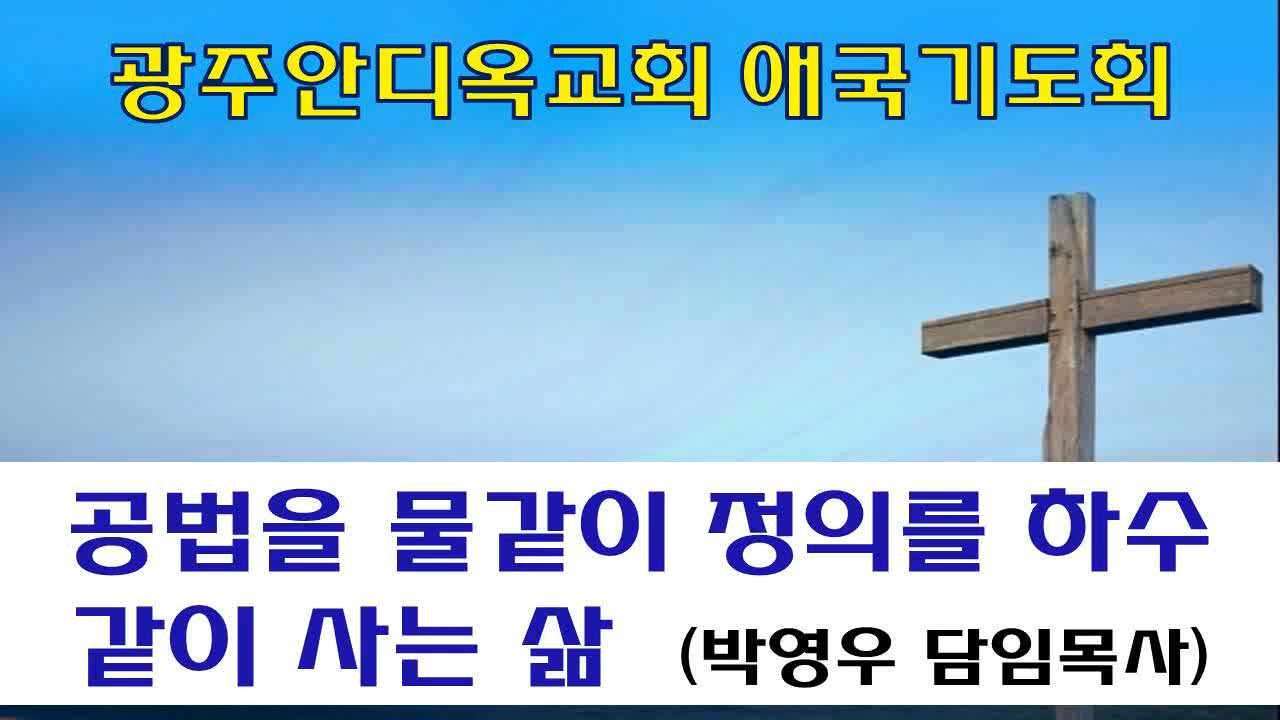 광주안디옥교회 애국기도회
공법을 물같이 정의를 하수
같이 사는 삶 (박영우 담임목사)